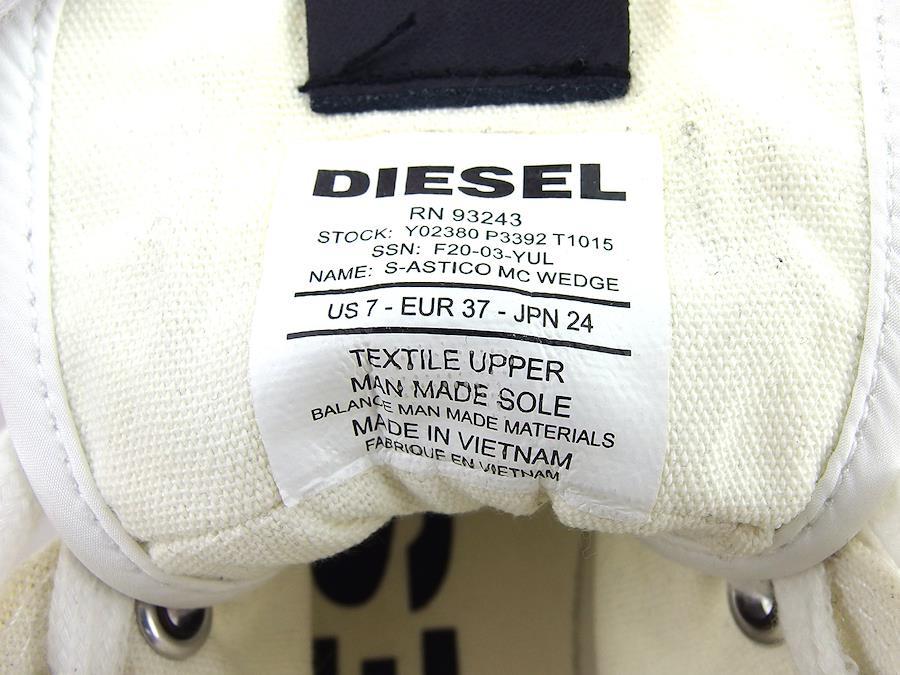 DIESEL
RN 93243
STOCK: Y02380 P3392 T1015
SSN: F20-03-YUL
NAME: S-ASTICO MC WEDGE
US 7 - EUR 37 - JPN 24
TEXTILE UPPER
MAN MADE SOLE
BALANCE MAN MADE MATERIALS
MADE IN VIETNAM
FABRIQUE EN VIETNAM